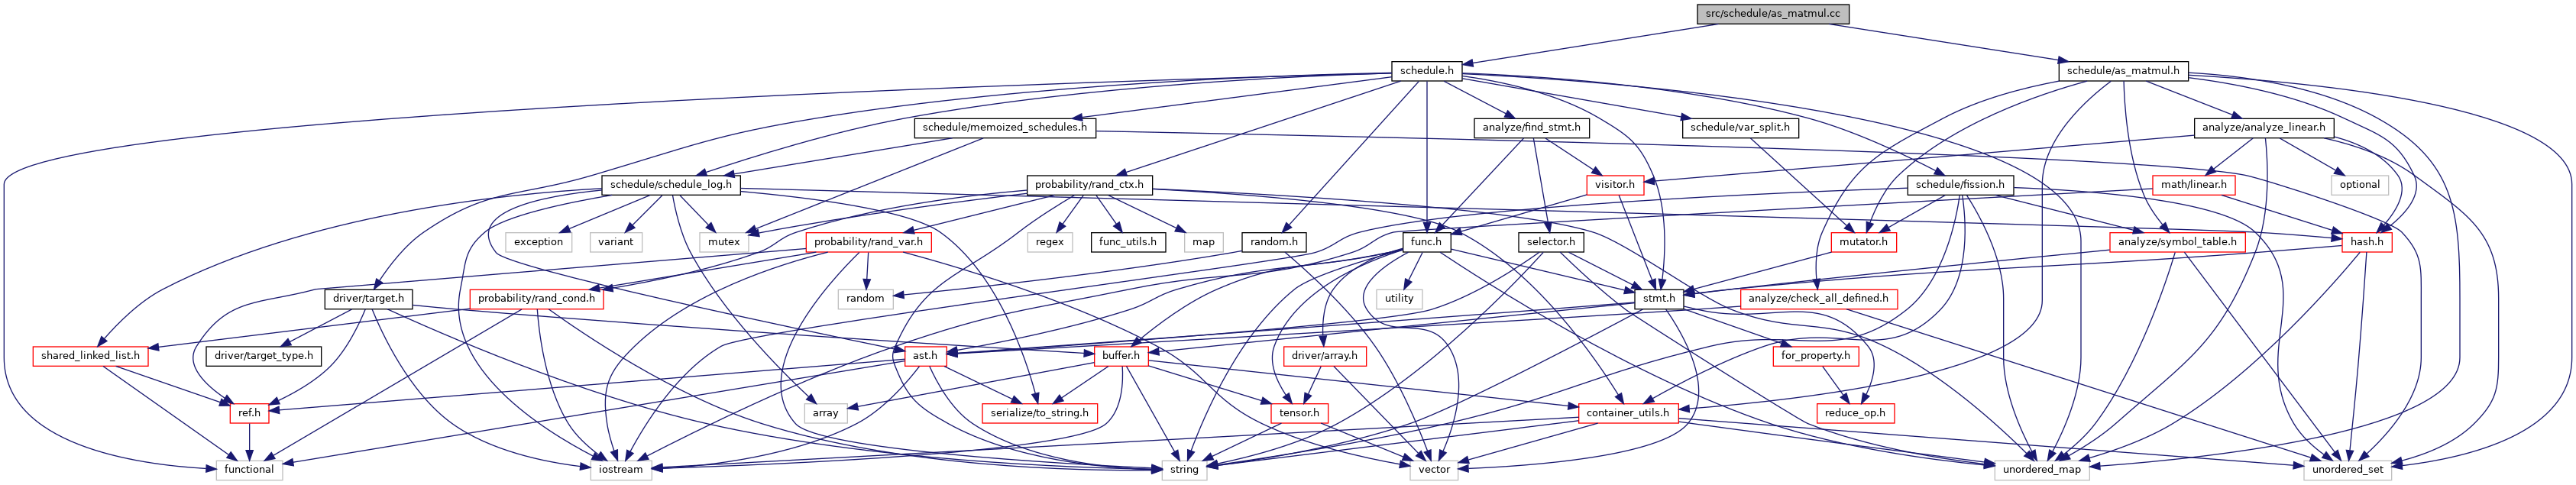 src/schedule/as_matmul.cc
schedule.h
schedule/as_matmul.h
schedule/memoized_schedules.h
analyze/find_stmt.h
schedule/var_split.h
analyze/analyze_linear.h
schedule/schedule_log.h
probability/rand_ctx.h
visitor.h
schedule/fission.h
math/linear.h
optional
exception
variant
mutex
probability/rand_var.h
regex
func_utils.h
map
random.h
func.h
selector.h
mutator.h
analyze/symbol_table.h
hash.h
driver/target.h
probability/rand_cond.h
random
utility
stmt.h
analyze/check_all_defined.h
shared_linked_list.h
driver/target_type.h
ast.h
buffer.h
driver/array.h
for_property.h
ref.h
array
serialize/to_string.h
tensor.h
container_utils.h
reduce_op.h
functional
iostream
string
vector
unordered_map
unordered_set